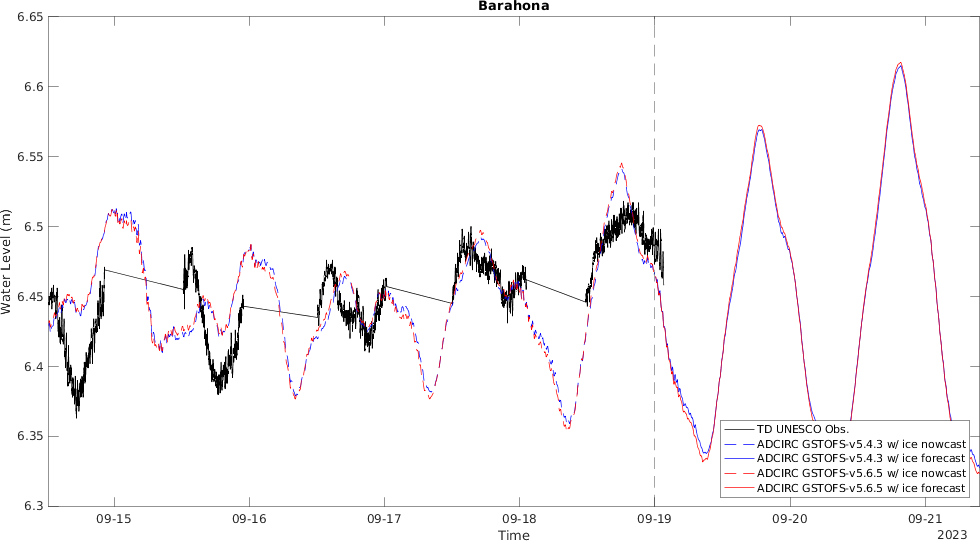 Barahona
6.65
6.6
6.55
6.5
6.45
6.4
6.35
6.3
Water Level (m)
TD UNESCO Obs.
ADCIRC GSTOFS-v5.4.3 w/ ice nowcast
ADCIRC GSTOFS-v5.4.3 w/ ice forecast
ADCIRC GSTOFS-v5.6.5 w/ ice nowcast
ADCIRC GSTOFS-v5.6.5 w/ ice forecast
09-15 09-16 09-17 09-18 09-19 09-20 09-21
Time
2023